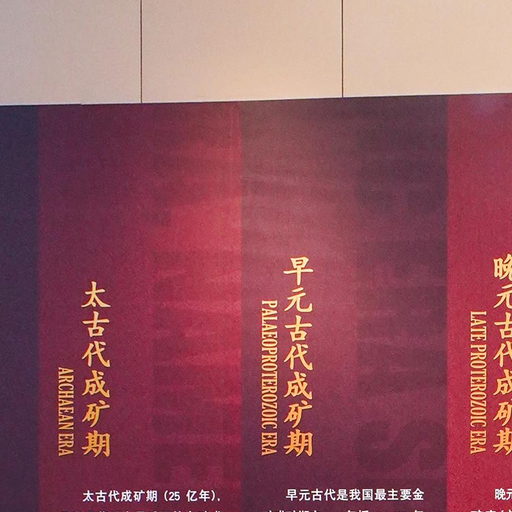 太古代成矿期
ARCHAEAN ERA
太古代成矿期（25 亿年），
早元古代成矿期
PALAEOPROTEROZOIC ERA
早元古代是我国最主要金
晚元古代成矿期
LATE PROTEROZOIC ERA
晚元